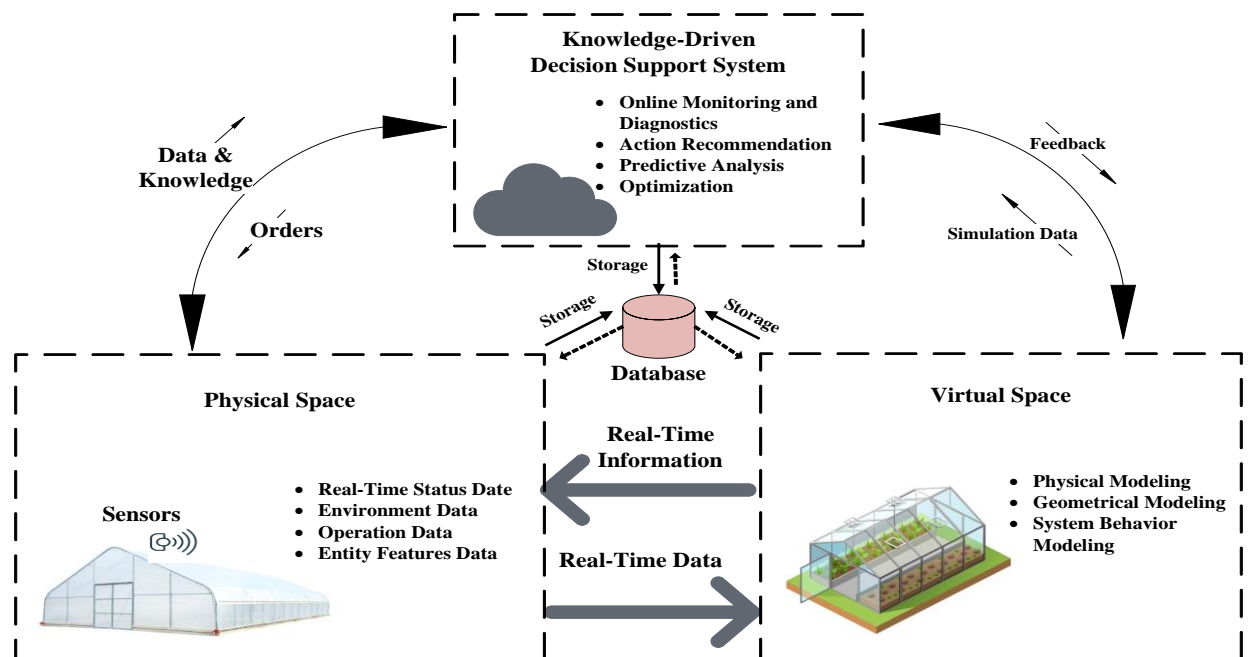 Knowledge-Driven
Decision Support System
• Online Monitoring and
Diagnostics
• Action Recommendation
• Predictive Analysis
• Optimization
Data &
Knowledge
Orders
Feedback
Simulation Data
Storage
Storage
Storage
Database
Physical Space
Sensors
• Real-Time Status Date
• Environment Data
• Operation Data
• Entity Features Data
Real-Time
Information
Real-Time Data
Virtual Space
• Physical Modeling
• Geometrical Modeling
• System Behavior
Modeling